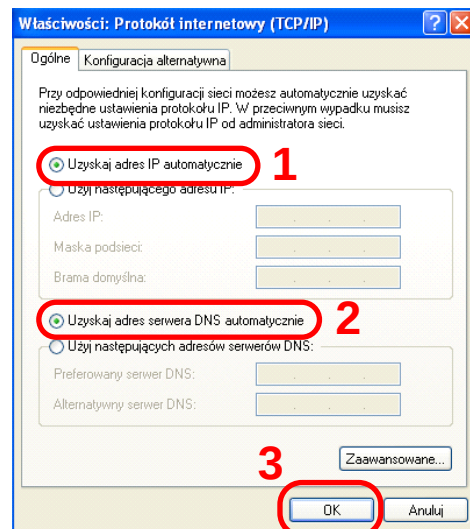 Właściwości: Protokół internetowy (TCP/IP)
Ogólne Konfiguracja alternatywna
Przy odpowiedniej konfiguracji sieci możesz automatycznie uzyskać
niezbędne ustawienia protokołu IP. W przeciwnym wypadku musisz
uzyskać ustawienia protokołu IP od administratora sieci.
Uzyskaj adres IP automatycznie 1
Użyj następującego adresu IP:
Adres IP:
Maska podsieci:
Brama domyślna:
Uzyskaj adres serwera DNS automatycznie 2
Użyj następujących adresów serwerów DNS:
Preferowany serwer DNS:
Alternatywny serwer DNS:
Zaawansowane...
3
OK Anuluj